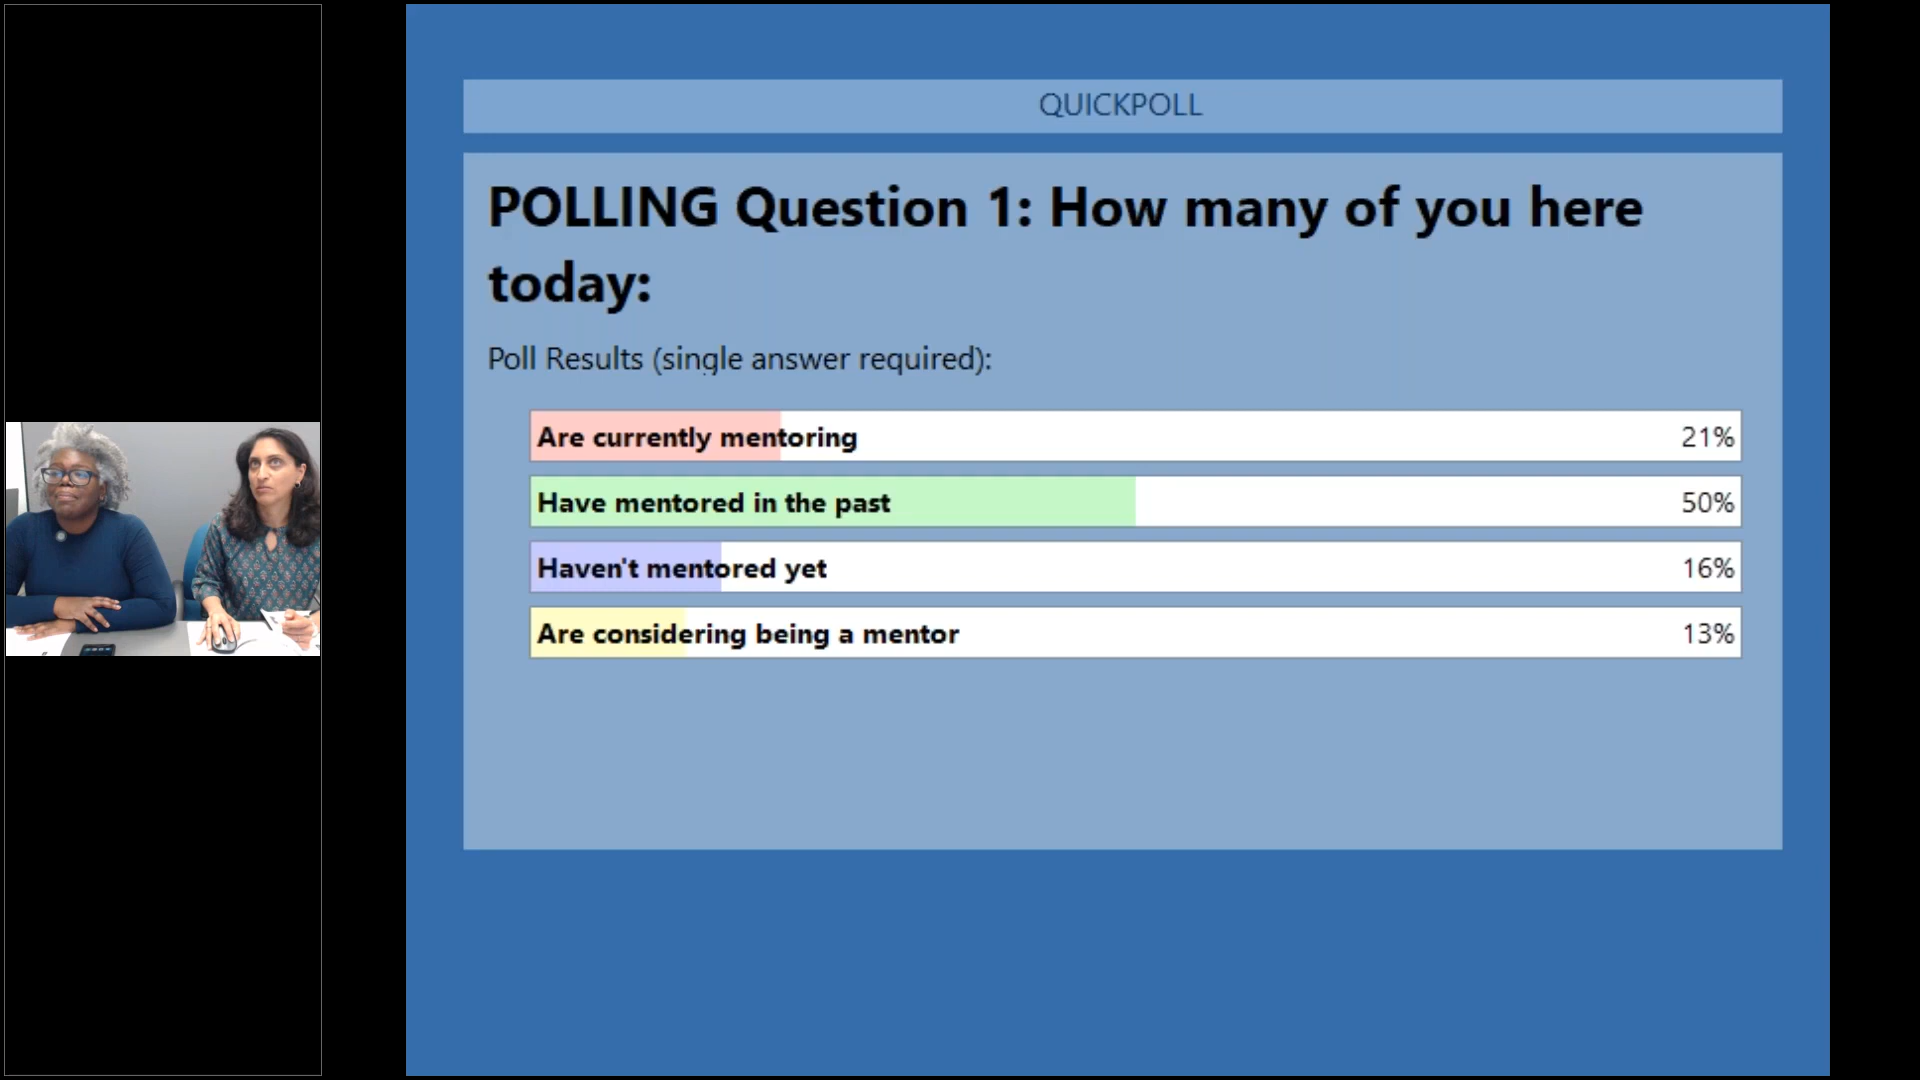 QUICKPOLL
POLLING Question 1: How many of you here
today:
Poll Results (single answer required):
Are currently mentoring 21%
Have mentored in the past 50%
Haven't mentored yet 16%
Are considering being a mentor 13%